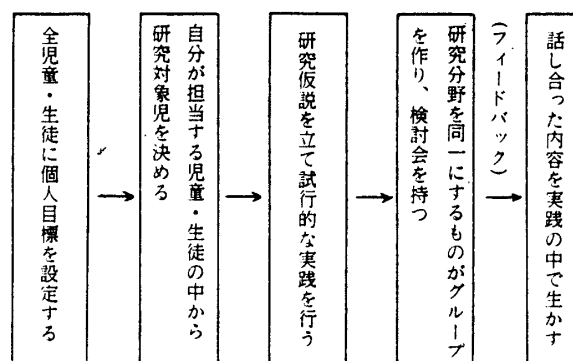 全児童・生徒に個人目標を設定する
自分が担当する児童・生徒の中から
研究対象児を決める
研究仮説を立て試行的な実践を行う
研究分野を同一にするものがグループ
を作り、検討会を持つ
(フィードバック)
話し合った内容を実践の中で生かす